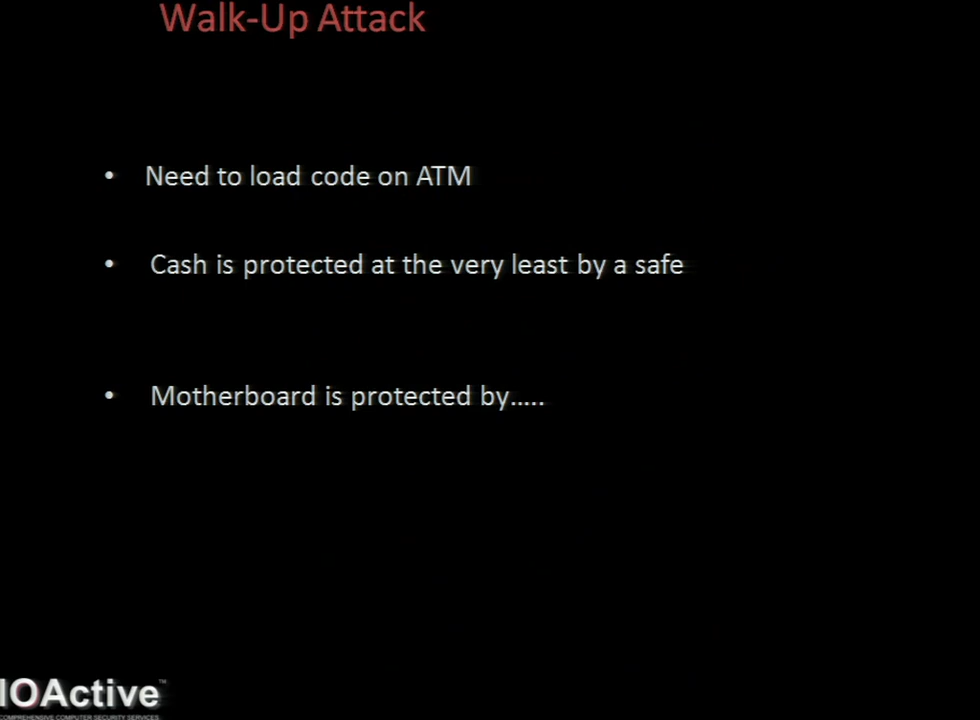 Walk-Up Attack
• Need to load code on ATM
• Cash is protected at the very least by a safe
• Motherboard is protected by.....
IOActive™
COMPREHENSIVE COMPUTER SECURITY SERVICES